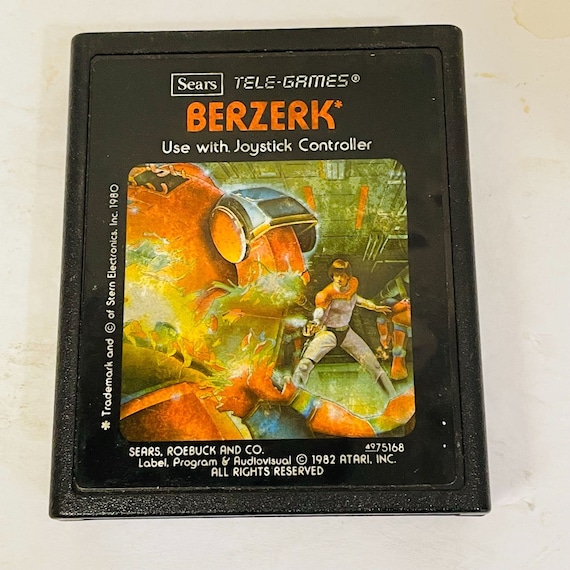 Sears TELE-GAMES®
BERZERK*
Use with Joystick Controller
* Trademark and © of Stern Electronics, Inc. 1980
SEARS, ROEBUCK AND CO. 4975168
Label, Program & Audiovisual © 1982 ATARI, INC.
ALL RIGHTS RESERVED